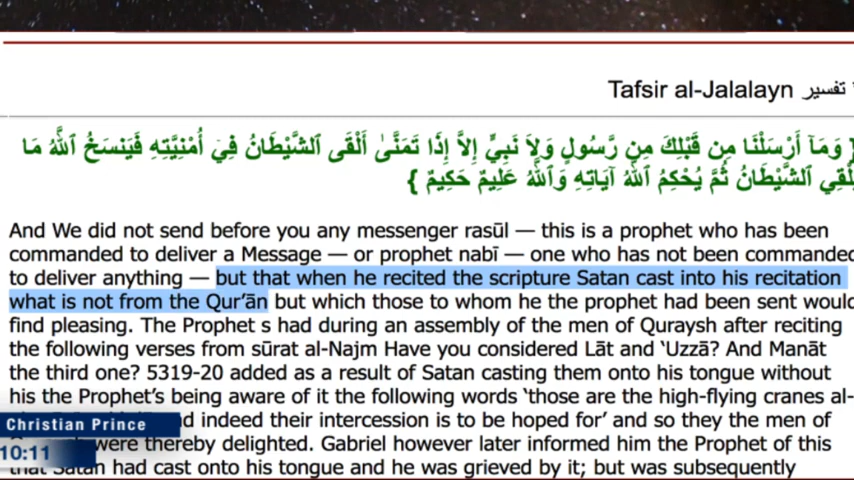 Tafsir al-Jalalayn تفسير
وَمَآ أَرْسَلْنَا مِن قَبْلِكَ مِن رَّسُولٍ وَلاَ نَبِيٍّ إِلاَّ إِذَا تَمَنَّىٰ أَلْقَى ٱلشَّيْطَانُ فِيۤ أُمْنِيَّتِهِ فَيَنسَخُ ٱللَّهُ مَا
يُلْقِي ٱلشَّيْطَانُ ثُمَّ يُحْكِمُ ٱللَّهُ آيَاتِهِ وَٱللَّهُ عَلِيمٌ حَكِيمٌ }
And We did not send before you any messenger rasūl — this is a prophet who has been
commanded to deliver a Message — or prophet nabī — one who has not been commanded
to deliver anything — but that when he recited the scripture Satan cast into his recitation
what is not from the Qur’ān but which those to whom he the prophet had been sent would
find pleasing. The Prophet s had during an assembly of the men of Quraysh after reciting
the following verses from sūrat al-Najm Have you considered Lāt and ‘Uzzā? And Manāt
the third one? 5319-20 added as a result of Satan casting them onto his tongue without
his the Prophet’s being aware of it the following words ‘those are the high-flying cranes al-
indeed their intercession is to be hoped for’ and so they the men of
were thereby delighted. Gabriel however later informed him the Prophet of this
that Satan had cast onto his tongue and he was grieved by it; but was subsequently
Christian Prince
10:11